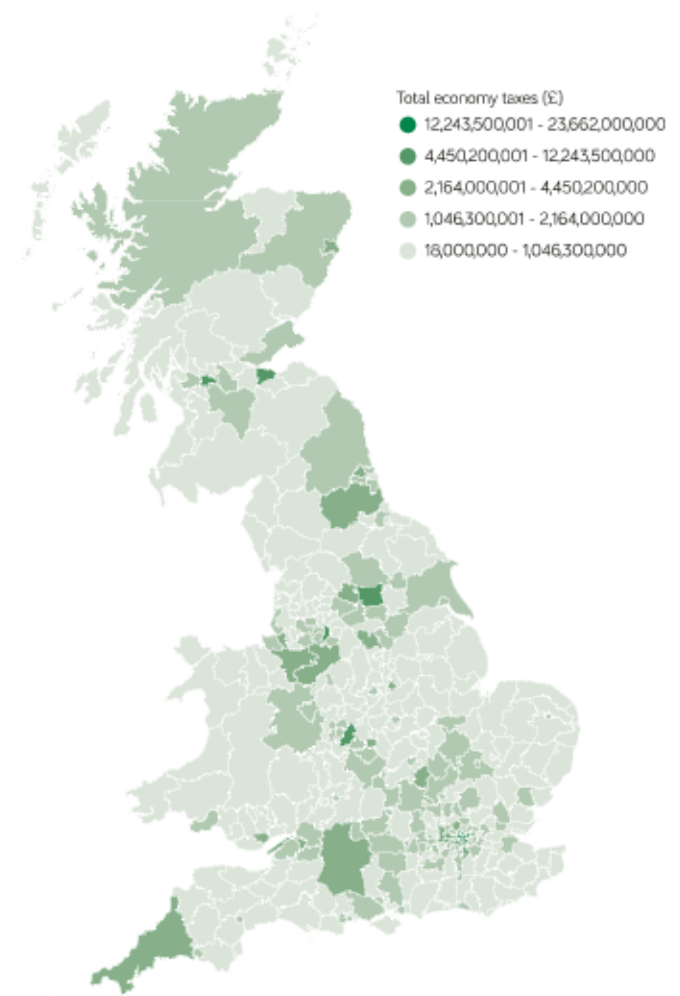 Total economy taxes (£)
12,243,500,001 - 23,662,000,000
4,450,200,001 - 12,243,500,000
2,164,000,001 - 4,450,200,000
1,046,300,001 - 2,164,000,000
18,000,000 - 1,046,300,000